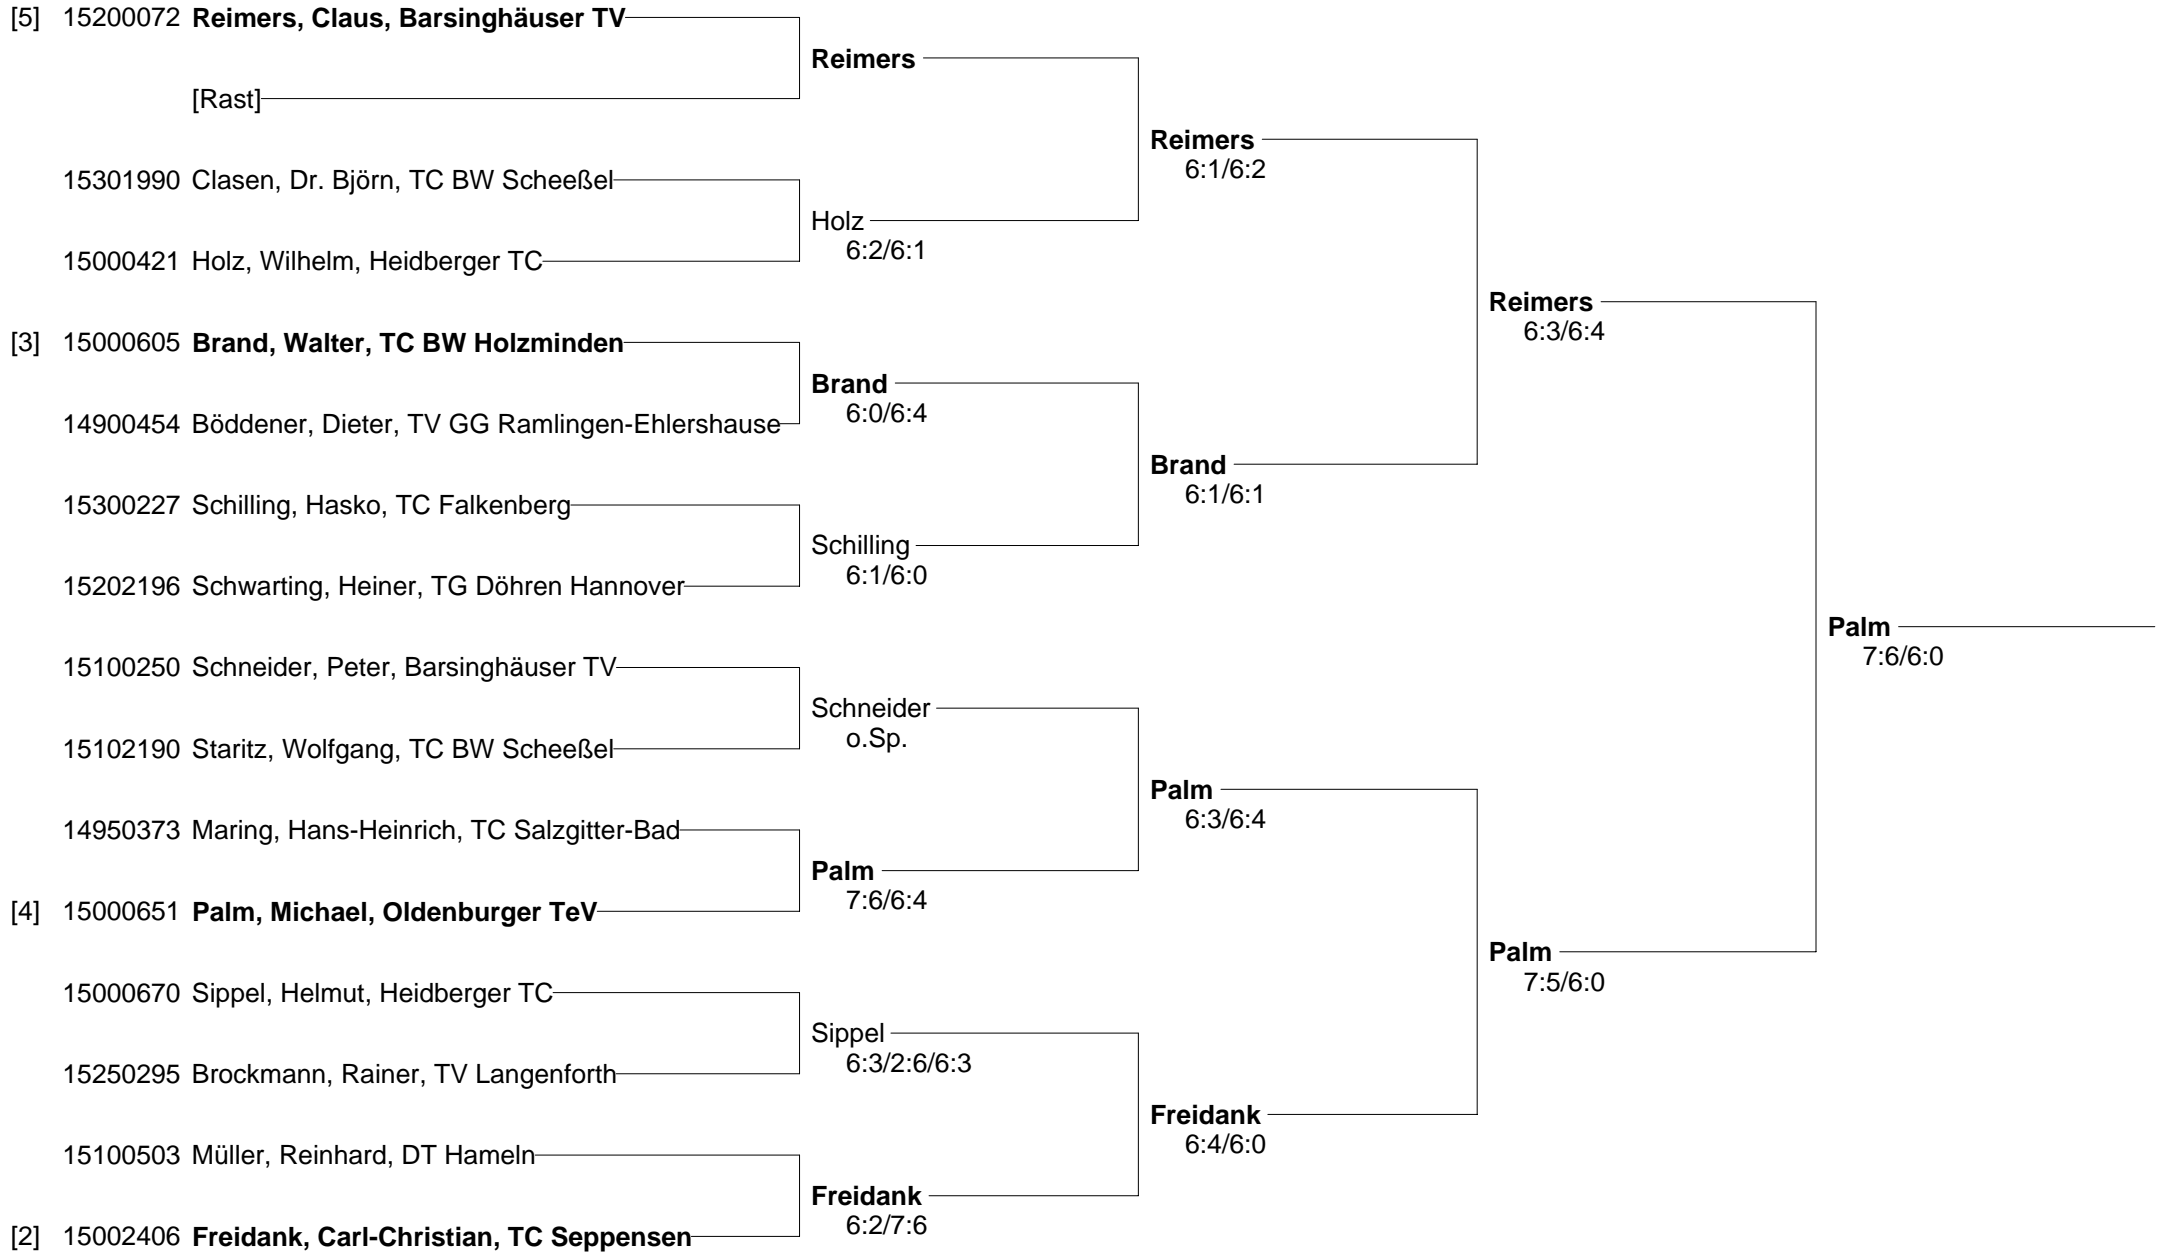 [5] 15200072 Reimers, Claus, Barsinghäuser TV
Reimers
[Rast]
Reimers
6:1/6:2
15301990 Clasen, Dr. Björn, TC BW Scheeßel
Holz
6:2/6:1
15000421 Holz, Wilhelm, Heidberger TC
Reimers
6:3/6:4
[3] 15000605 Brand, Walter, TC BW Holzminden
Brand
6:0/6:4
14900454 Böddener, Dieter, TV GG Ramlingen-Ehlershause
Brand
6:1/6:1
15300227 Schilling, Hasko, TC Falkenberg
Schilling
6:1/6:0
15202196 Schwarting, Heiner, TG Döhren Hannover
Palm
7:6/6:0
15100250 Schneider, Peter, Barsinghäuser TV
Schneider
o.Sp.
15102190 Staritz, Wolfgang, TC BW Scheeßel
Palm
6:3/6:4
14950373 Maring, Hans-Heinrich, TC Salzgitter-Bad
Palm
7:6/6:4
[4] 15000651 Palm, Michael, Oldenburger TeV
Palm
7:5/6:0
15000670 Sippel, Helmut, Heidberger TC
Sippel
6:3/2:6/6:3
15250295 Brockmann, Rainer, TV Langenforth
Freidank
6:4/6:0
15100503 Müller, Reinhard, DT Hameln
Freidank
6:2/7:6
[2] 15002406 Freidank, Carl-Christian, TC Seppensen